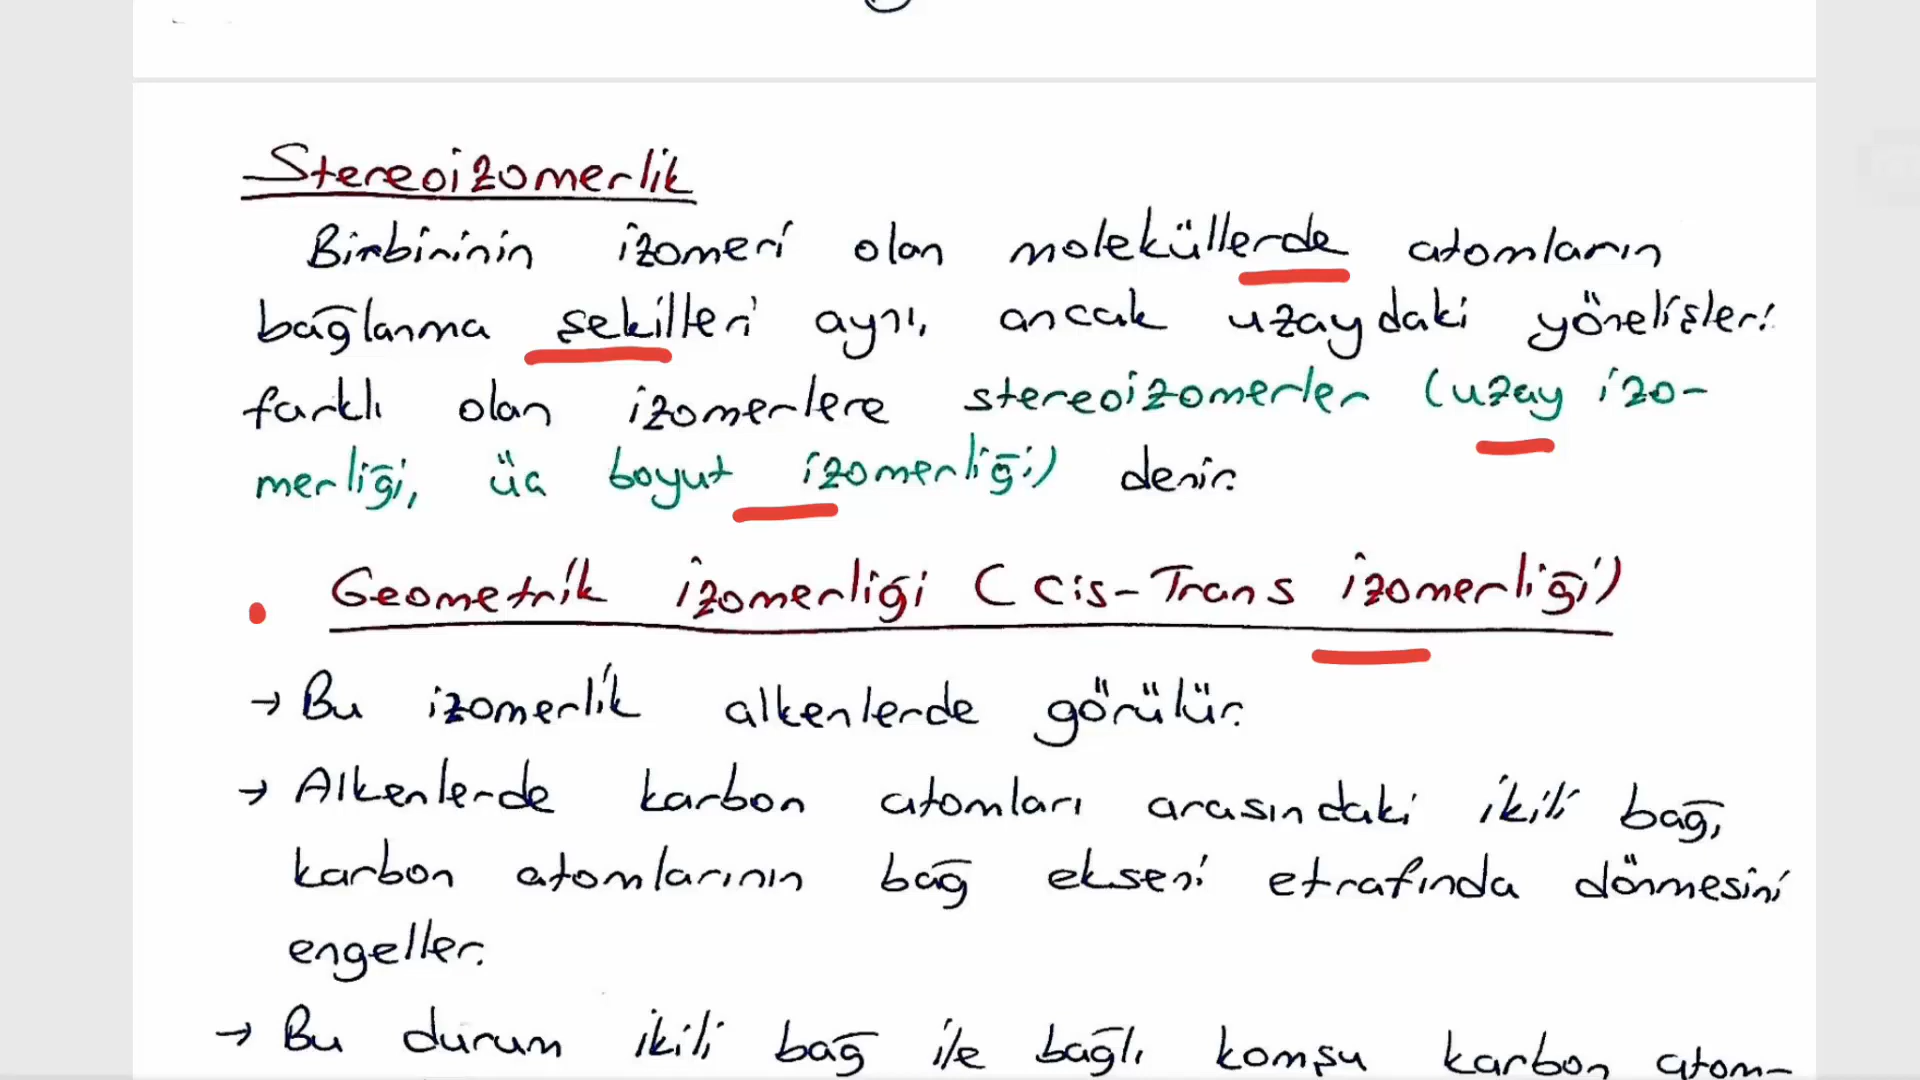 Stereoizomerlik
Birbirinin izomeri olan moleküllerde atomların
bağlanma şekilleri aynı, ancak uzaydaki yönelişleri
farklı olan izomerlere stereoizomerler (uzay izo-
merliği, üç boyut izomerliği) denir.
Geometrik izomerliği (Cis-Trans izomerliği)
→ Bu izomerlik alkenlerde görülür.
→ Alkenlerde karbon atomları arasındaki ikili bağ,
karbon atomlarının bağ ekseni etrafında dönmesini
engeller.
→ Bu durum ikili bağ ile bağlı komşu karbon atom-